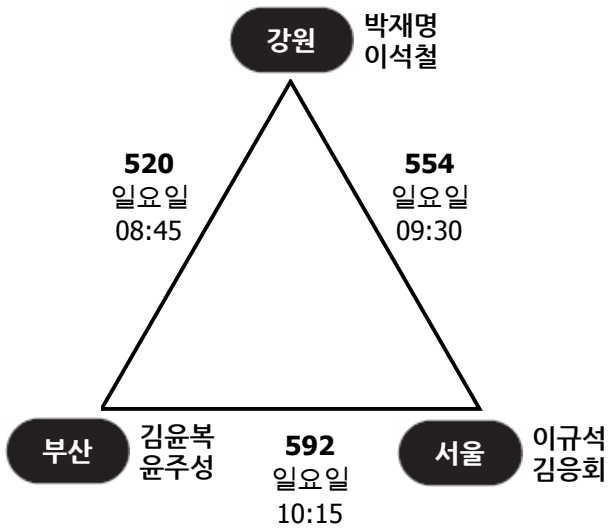 강원
박재명
이석철
520
일요일
08:45
554
일요일
09:30
부산
김윤복
윤주성
592
일요일
10:15
서울
이규석
김응회